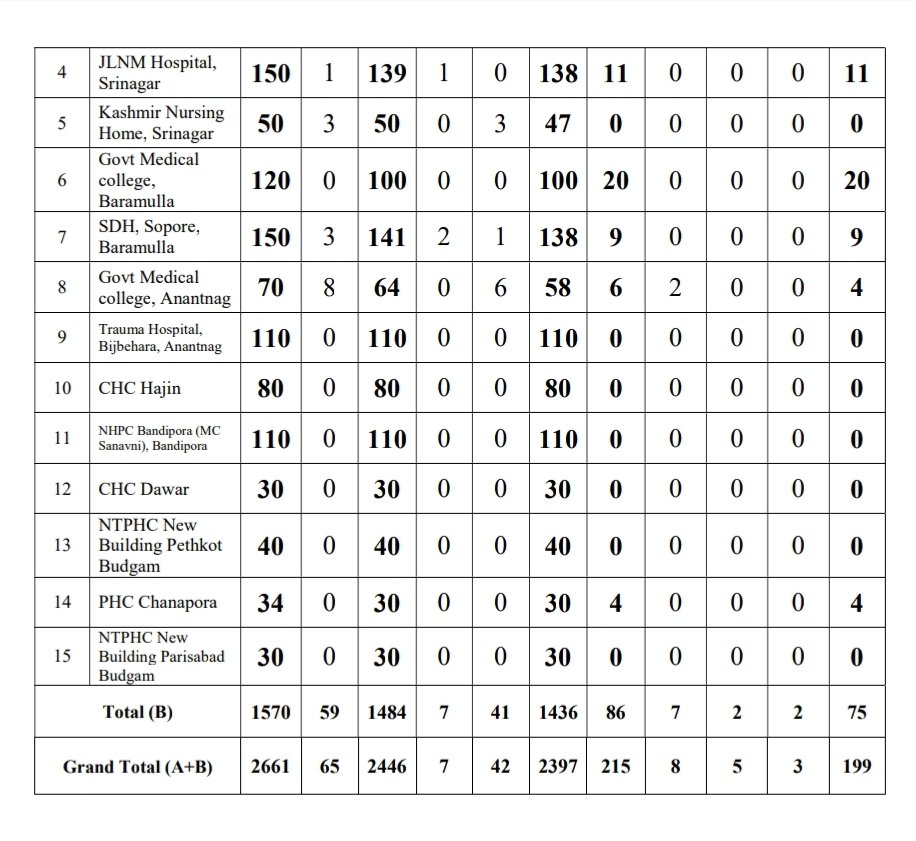 4 JLNM Hospital, Srinagar 150 1 139 1 0 138 11 0 0 0 11
5 Kashmir Nursing Home, Srinagar 50 3 50 0 3 47 0 0 0 0 0
6 Govt Medical college, Baramulla 120 0 100 0 0 100 20 0 0 0 20
7 SDH, Sopore, Baramulla 150 3 141 2 1 138 9 0 0 0 9
8 Govt Medical college, Anantnag 70 8 64 0 6 58 6 2 0 0 4
9 Trauma Hospital, Bijbehara, Anantnag 110 0 110 0 0 110 0 0 0 0 0
10 CHC Hajin 80 0 80 0 0 80 0 0 0 0 0
11 NHPC Bandipora (MC Sanavni), Bandipora 110 0 110 0 0 110 0 0 0 0 0
12 CHC Dawar 30 0 30 0 0 30 0 0 0 0 0
13 NTPHC New Building Pethkot Budgam 40 0 40 0 0 40 0 0 0 0 0
14 PHC Chanapora 34 0 30 0 0 30 4 0 0 0 4
15 NTPHC New Building Parisabad Budgam 30 0 30 0 0 30 0 0 0 0 0
Total (B) 1570 59 1484 7 41 1436 86 7 2 2 75
Grand Total (A+B) 2661 65 2446 7 42 2397 215 8 5 3 199